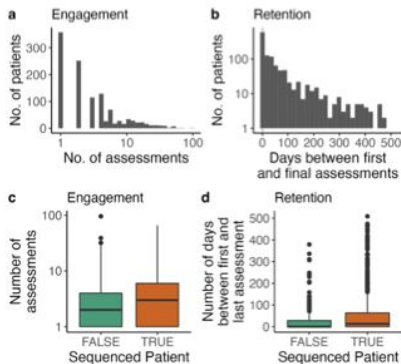 a Engagement
No. of patients
300
200
100
0
1 10 100
No. of assessments
b Retention
No. of patients
100
10
1
0 100 200 300 400 500
Days between first
and final assessments
c Engagement
Number of
assessments
100
10
1
FALSE TRUE
Sequenced Patient
d Retention
Number of days
between first and
last assessment
500
400
300
200
100
0
FALSE TRUE
Sequenced Patient